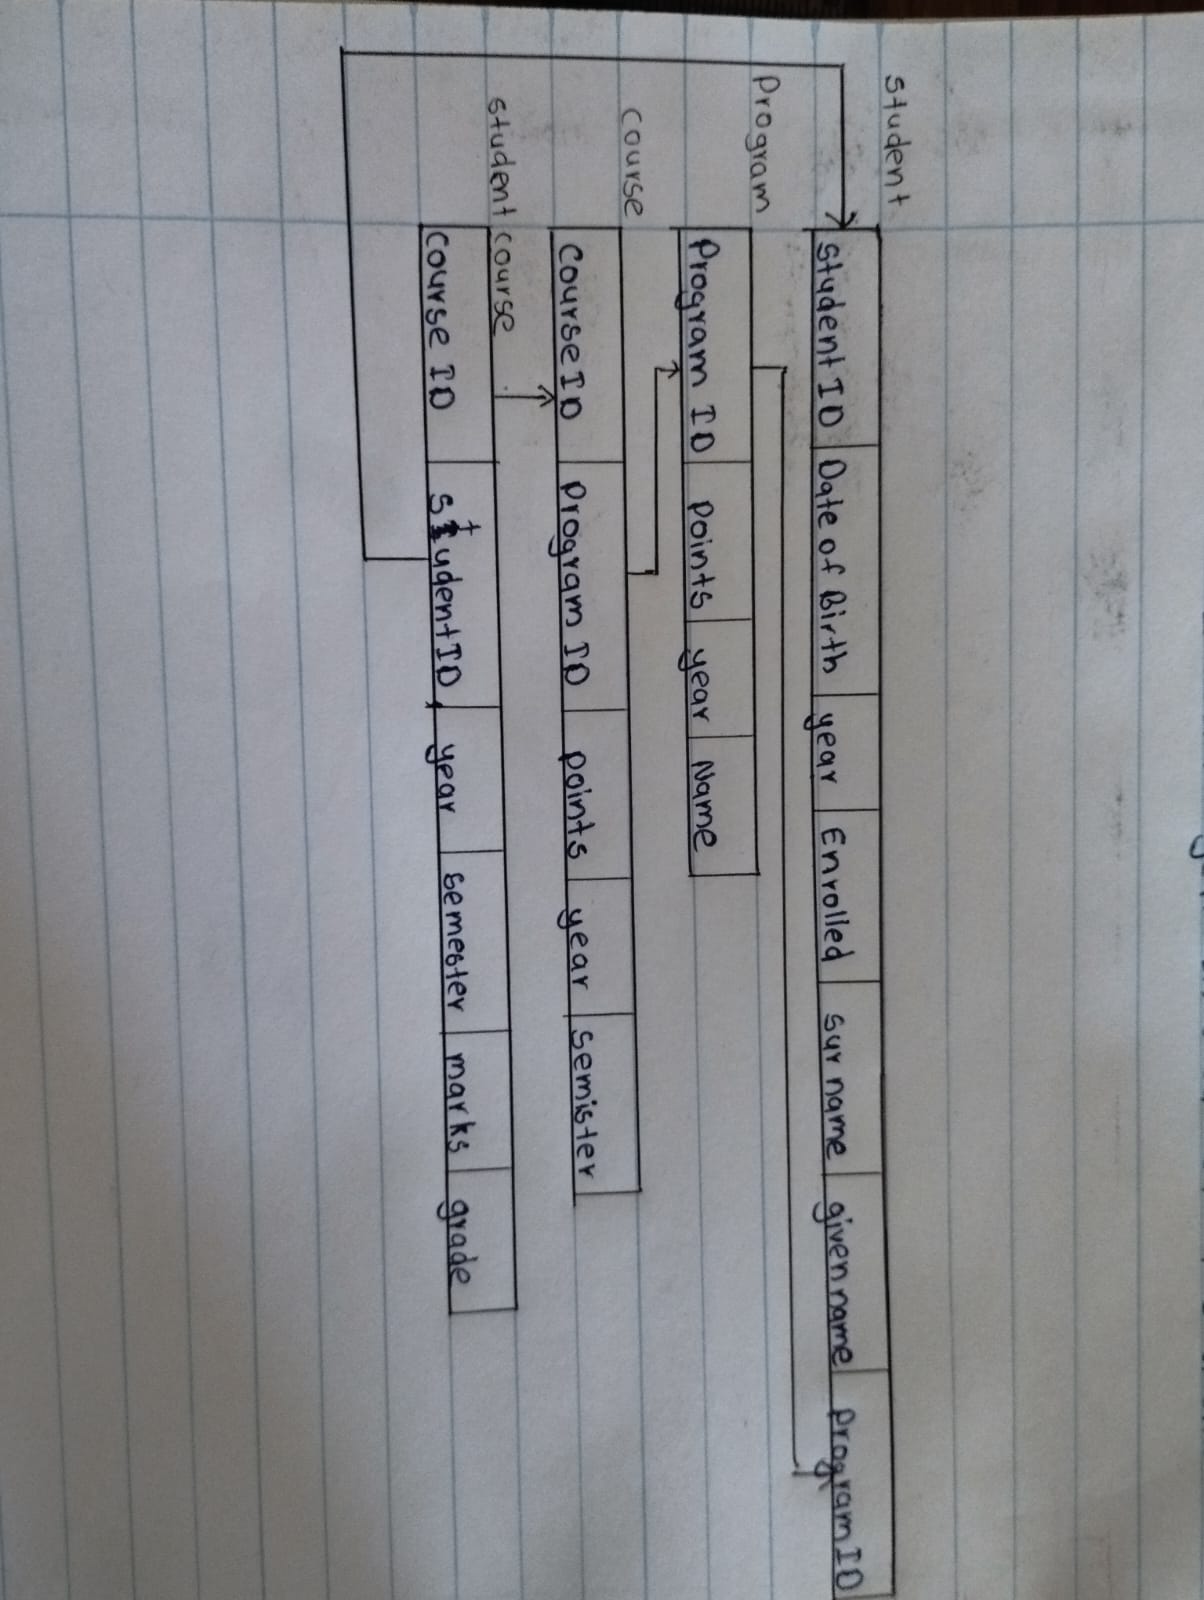 student
student ID Date of Birth year Enrolled sur name given name program ID
Program
Program ID points year Name
course
course ID program ID points year semister
student course
course ID studentID year semester marks grade